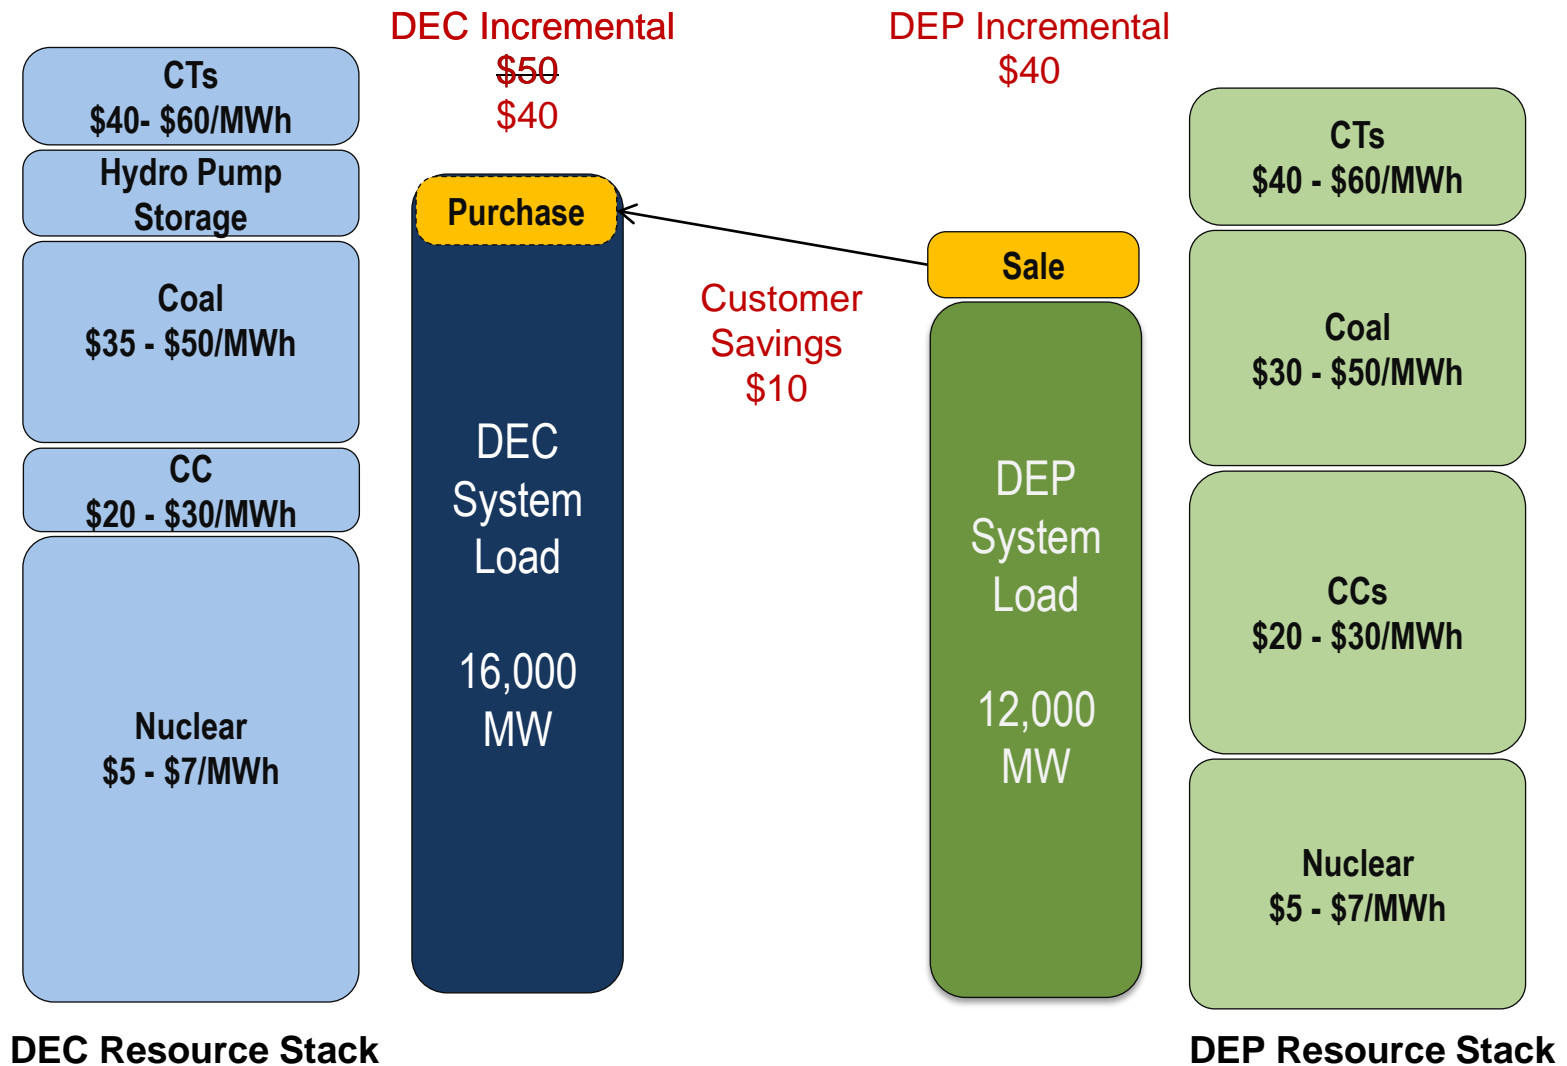 DEC Incremental
$50
$40
DEP Incremental
$40
CTs
$40- $60/MWh
Hydro Pump
Storage
Coal
$35 - $50/MWh
CC
$20 - $30/MWh
Nuclear
$5 - $7/MWh
DEC Resource Stack
Purchase
DEC
System
Load
16,000
MW
Customer
Savings
$10
Sale
DEP
System
Load
12,000
MW
CTs
$40 - $60/MWh
Coal
$30 - $50/MWh
CCs
$20 - $30/MWh
Nuclear
$5 - $7/MWh
DEP Resource Stack